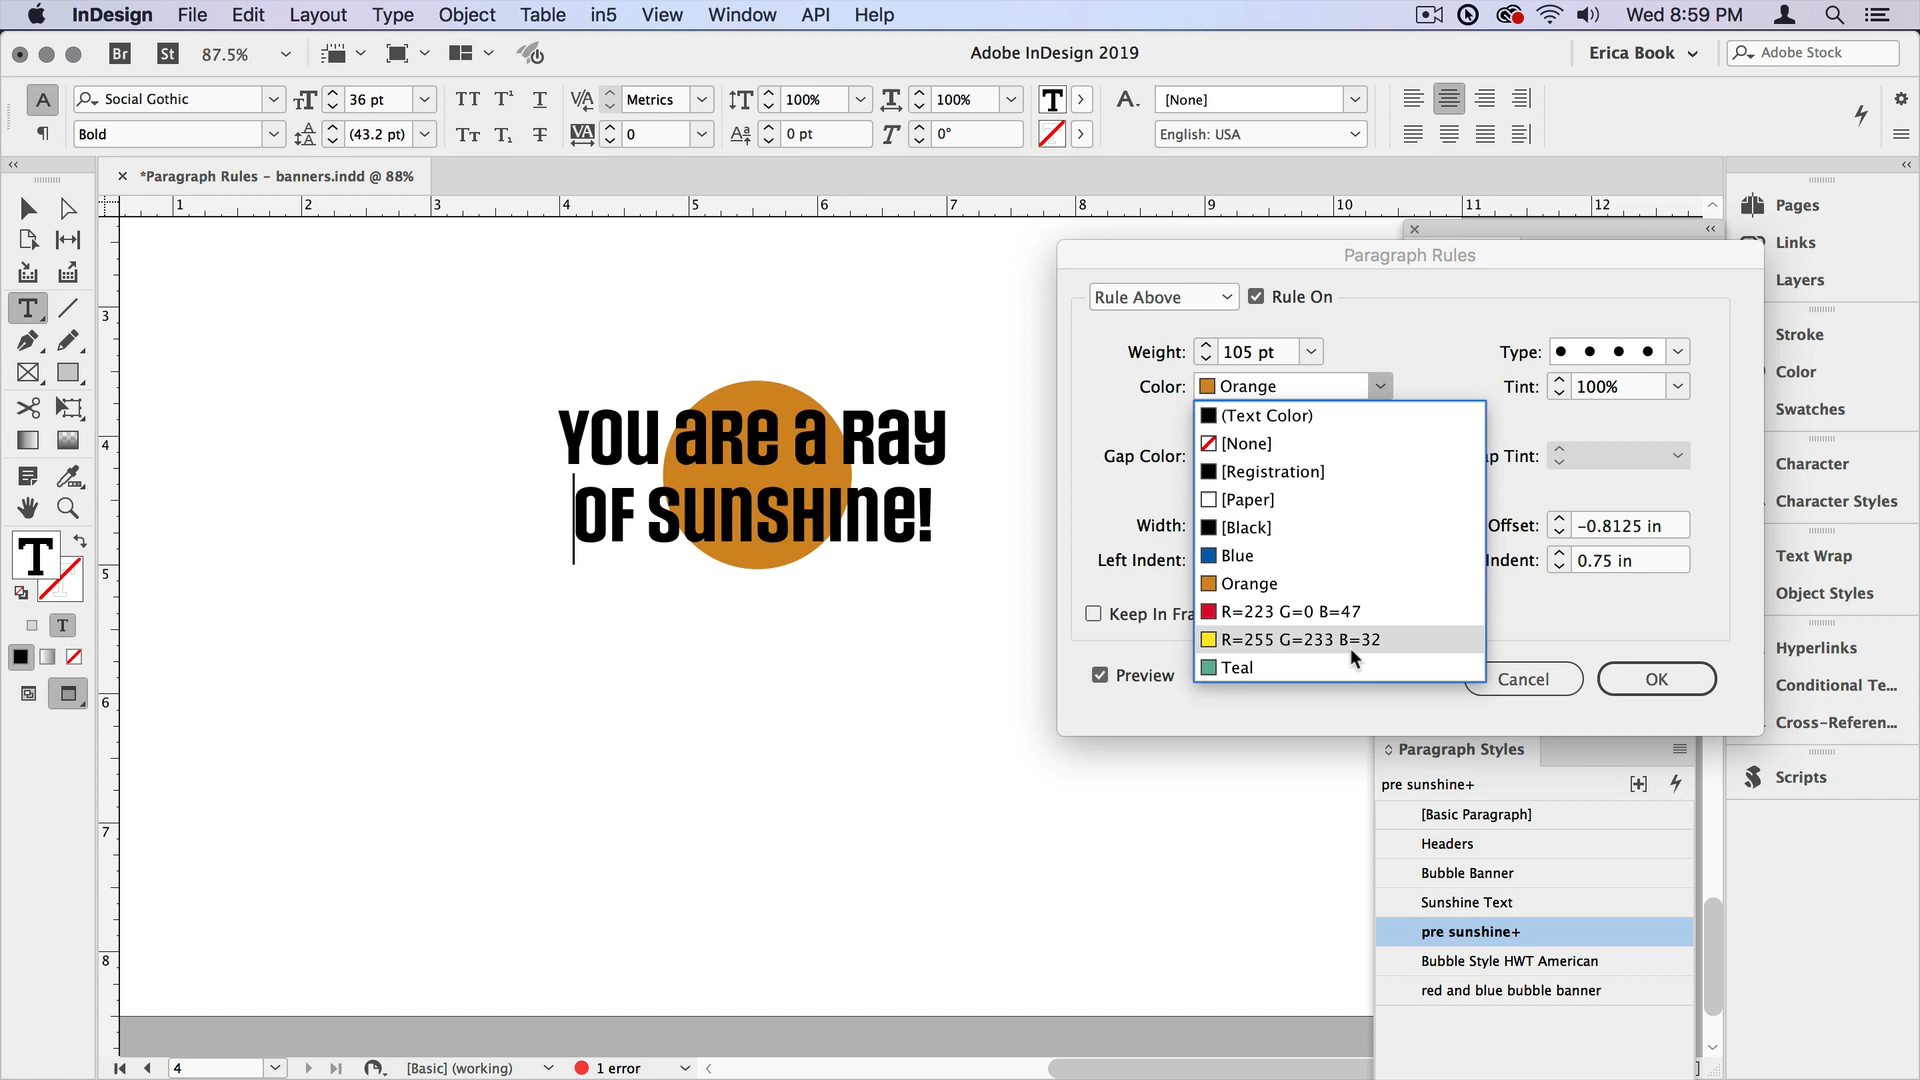 InDesign File Edit Layout Type Object Table in5 View Window API Help
Wed 8:59 PM
Br St 87.5%
Adobe InDesign 2019
Erica Book
Adobe Stock
A Social Gothic
36 pt
Metrics
100%
100%
[None]
Bold
(43.2 pt)
0
0 pt
0°
English: USA
*Paragraph Rules - banners.indd @ 88%
1 2 3 4 5 6 7 8 9 10 11 12
3
4
5
6
7
8
YOU are a ray
OF SUNSHINE!
Paragraph Rules
Rule Above
Rule On
Weight: 105 pt
Type:
Color: Orange
Tint: 100%
(Text Color)
[None]
[Registration]
[Paper]
[Black]
Blue
Orange
R=223 G=0 B=47
R=255 G=233 B=32
Teal
Gap Color:
p Tint:
Width:
Offset: -0.8125 in
Left Indent:
Indent: 0.75 in
Keep In Fra
Preview
Cancel
OK
Pages
Links
Layers
Stroke
Color
Swatches
Character
Character Styles
Text Wrap
Object Styles
Hyperlinks
Conditional Te...
Cross-Referen...
Scripts
Paragraph Styles
pre sunshine+
[Basic Paragraph]
Headers
Bubble Banner
Sunshine Text
pre sunshine+
Bubble Style HWT American
red and blue bubble banner
4
[Basic] (working)
1 error